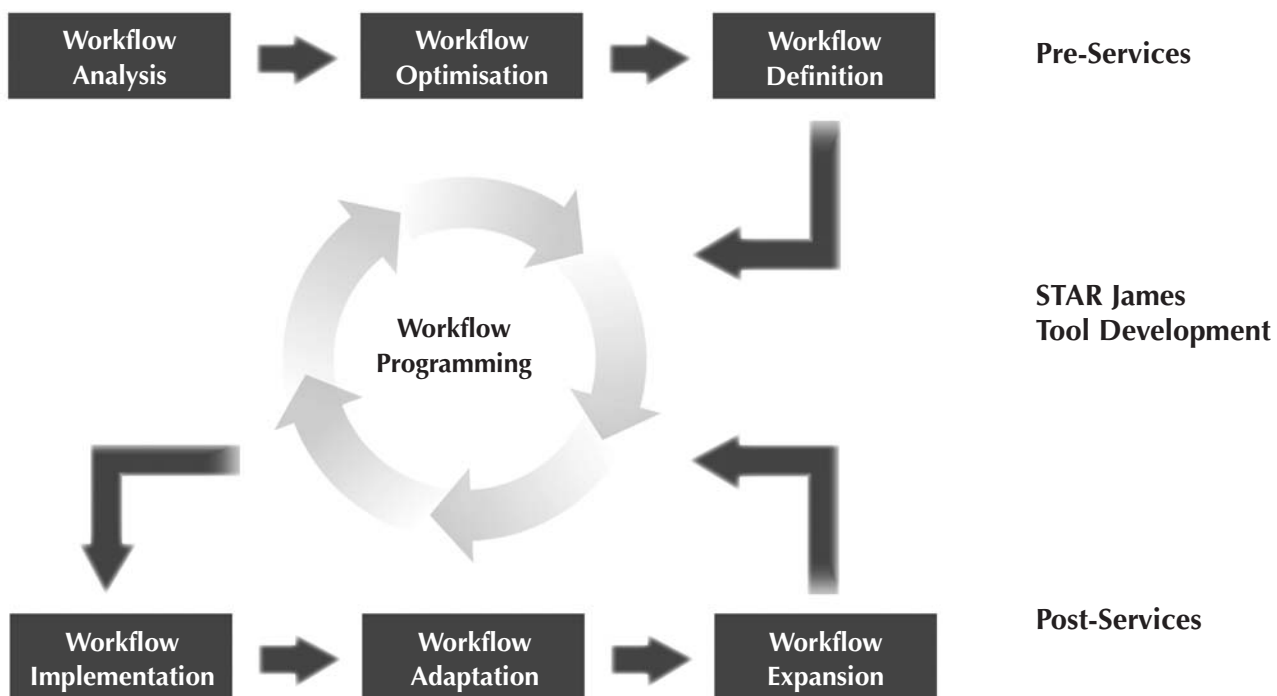 Workflow
Analysis
Workflow
Optimisation
Workflow
Definition
Pre-Services
Workflow
Programming
STAR James
Tool Development
Workflow
Implementation
Workflow
Adaptation
Workflow
Expansion
Post-Services